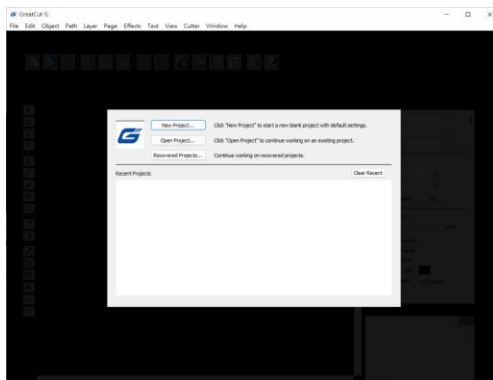 GreatCut-S:
File Edit Object Path Layer Page Effects Text View Cutter Window Help
New Project... Click "New Project" to start a new blank project with default settings.
Open Project... Click "Open Project" to continue working on an existing project.
Recovered Projects... Continue working on recovered projects.
Recent Projects Clear Recent